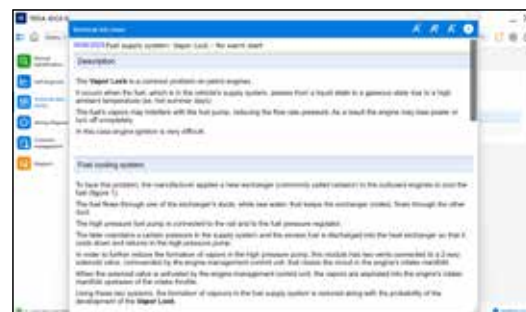 Fuel supply system: Vapor Lock - No warm start
Description
The Vapor Lock is a common problem on petrol engines.
It occurs when the fuel, which is in the vehicle's supply system, passes from a liquid state to a gaseous state due to a high
ambient temperature (ex. hot summer days).
The fuel's vapors may interfere with the fuel pump, reducing the flow rate pressure. As a result the engine may lose power or
turn off completely.
In this case engine ignition is very difficult.
Fuel cooling system
To face this problem, the manufacturer applies a new exchanger (commonly called radiator) in the outboard engines to cool the
fuel (figure 1).
The fuel flows through one of the exchanger's ducts, while sea water that keeps the exchanger cooled, flows through the other
duct.
The high pressure fuel pump is connected to the rail and to the fuel pressure regulator.
The later maintains a certain pressure in the supply system and the excess fuel is discharged into the heat exchanger so that it
cools down and returns in the high pressure pump.
In order to further reduce the formation of vapors in the high pressure pump, this module has two vents connected to a 2-way
solenoid valve, commanded by the engine management control unit, that closes the circuit in the engine's intake manifold.
When the solenoid valve is activated by the engine management control unit, the vapors are aspirated into the engine's intake
manifold upstream of the intake throttle.
Using these two systems, the formation of vapors in the fuel supply system is reduced along with the probability of the
development of the Vapor Lock.